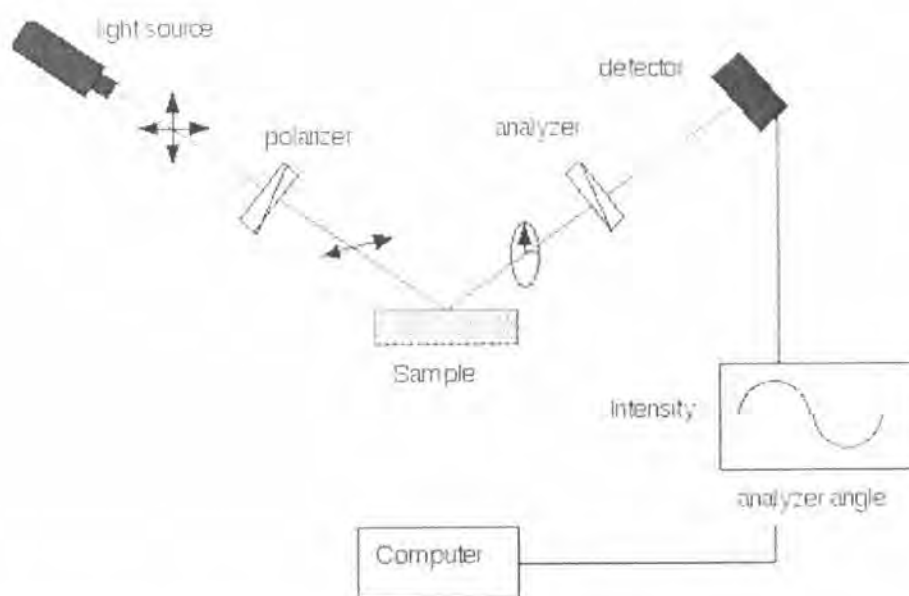 light source
detector
polarizer
analyzer
Sample
Intensity
analyzer angle
Computer